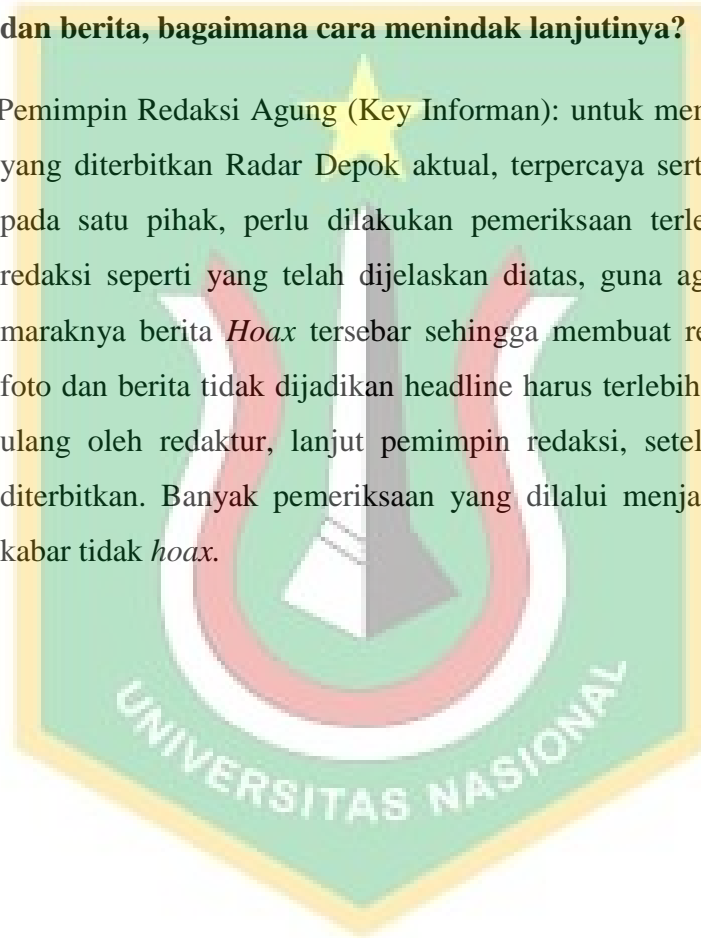 dan berita, bagaimana cara menindak lanjutinya?
Pemimpin Redaksi Agung (Key Informan): untuk mer
yang diterbitkan Radar Depok aktual, terpercaya sert
pada satu pihak, perlu dilakukan pemeriksaan terle
redaksi seperti yang telah dijelaskan diatas, guna ag
maraknya berita Hoax tersebar sehingga membuat re
foto dan berita tidak dijadikan headline harus terlebih
ulang oleh redaktur, lanjut pemimpin redaksi, setel
diterbitkan. Banyak pemeriksaan yang dilalui menja
kabar tidak hoax.
UNIVERSITAS NASIONAL